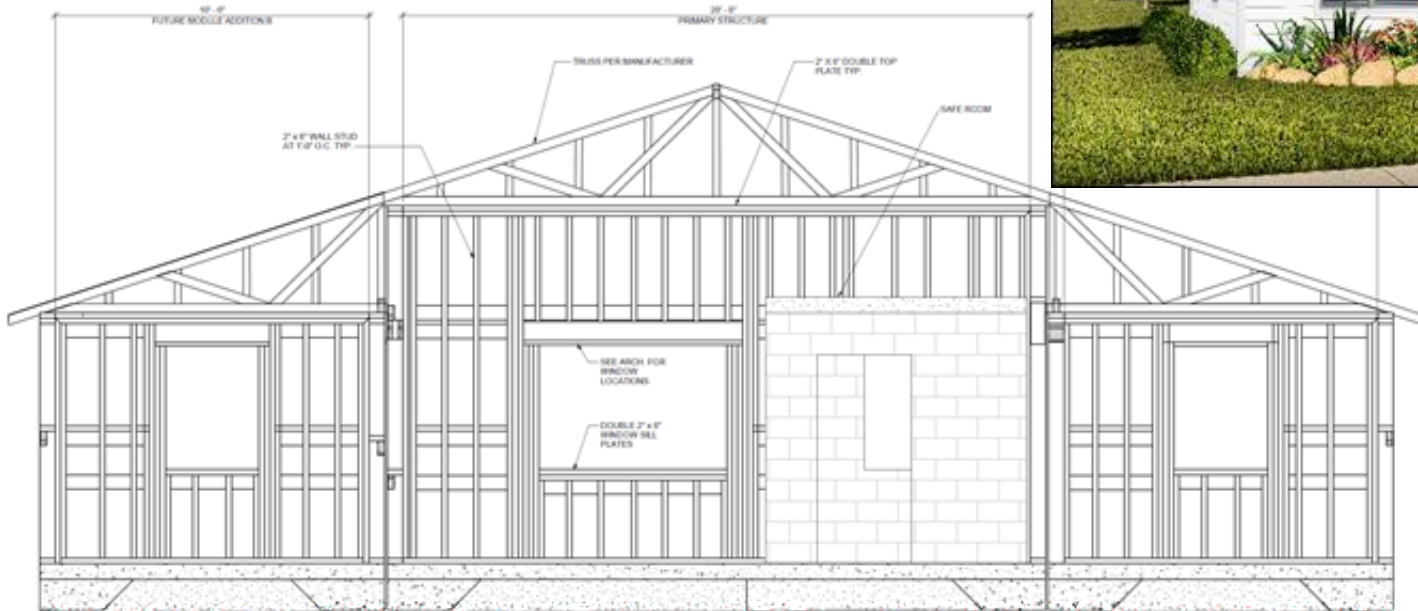 10' - 0"
FUTURE MODULE ADDITION B
20' - 0"
PRIMARY STRUCTURE
TRUSS PER MANUFACTURER
2" X 6" DOUBLE TOP
PLATE TYP.
SAFE ROOM
2" x 6" WALL STUD
AT 1'-0" O.C. TYP.
SEE ARCH. FOR
WINDOW
LOCATIONS
DOUBLE 2" x 6"
WINDOW SILL
PLATES